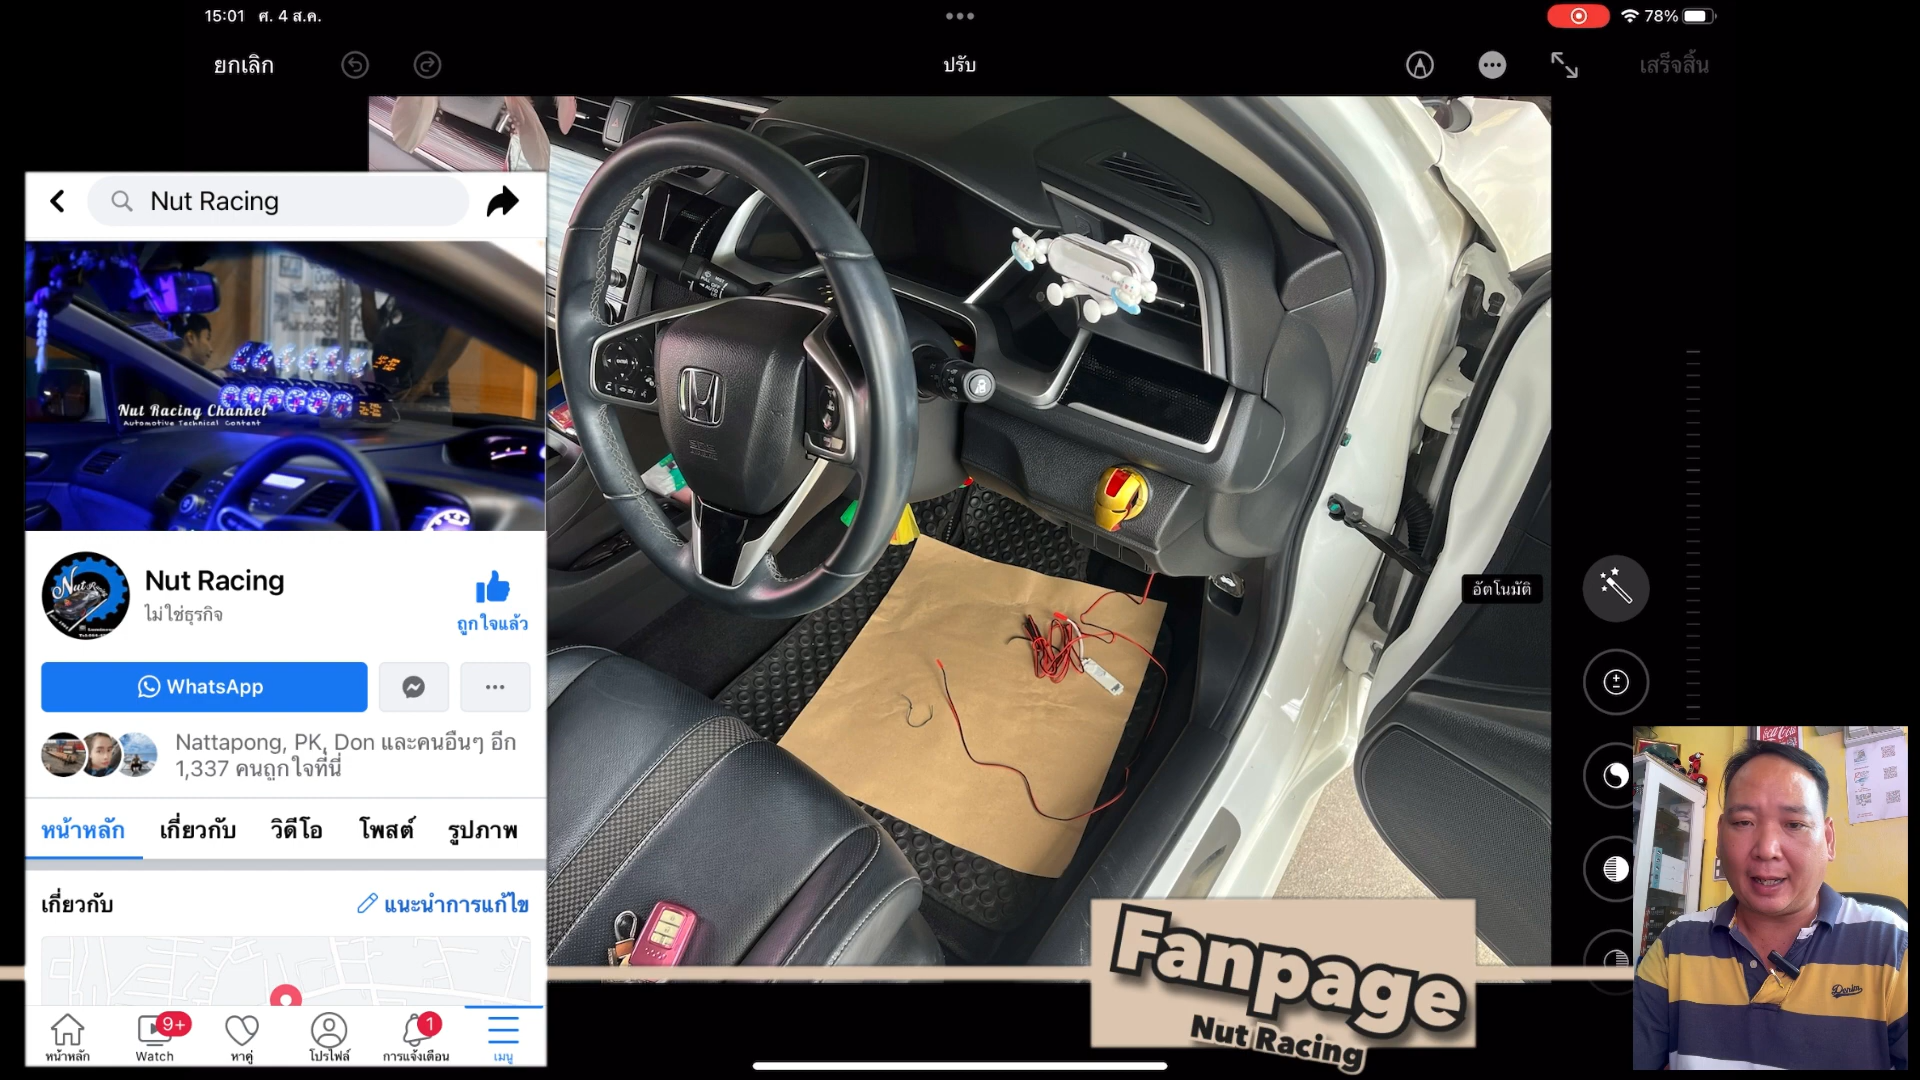 15:01 ศ. 4 ส.ค.
78%
ยกเลิก
ปรับ
เสร็จสิ้น
Nut Racing
Nut Racing Channel
Automotive Technical Content
Nut Racing
ไม่ใช่ธุรกิจ
ถูกใจแล้ว
WhatsApp
Nattapong, PK, Don และคนอื่นๆ อีก
1,337 คนถูกใจที่นี่
หน้าหลัก เกี่ยวกับ วิดีโอ โพสต์ รูปภาพ
เกี่ยวกับ
แนะนำการแก้ไข
9+
1
หน้าหลัก Watch หาคู่ โปรไฟล์ การแจ้งเตือน เมนู
อัตโนมัติ
Fanpage
Nut Racing
Coca-Cola
Denim